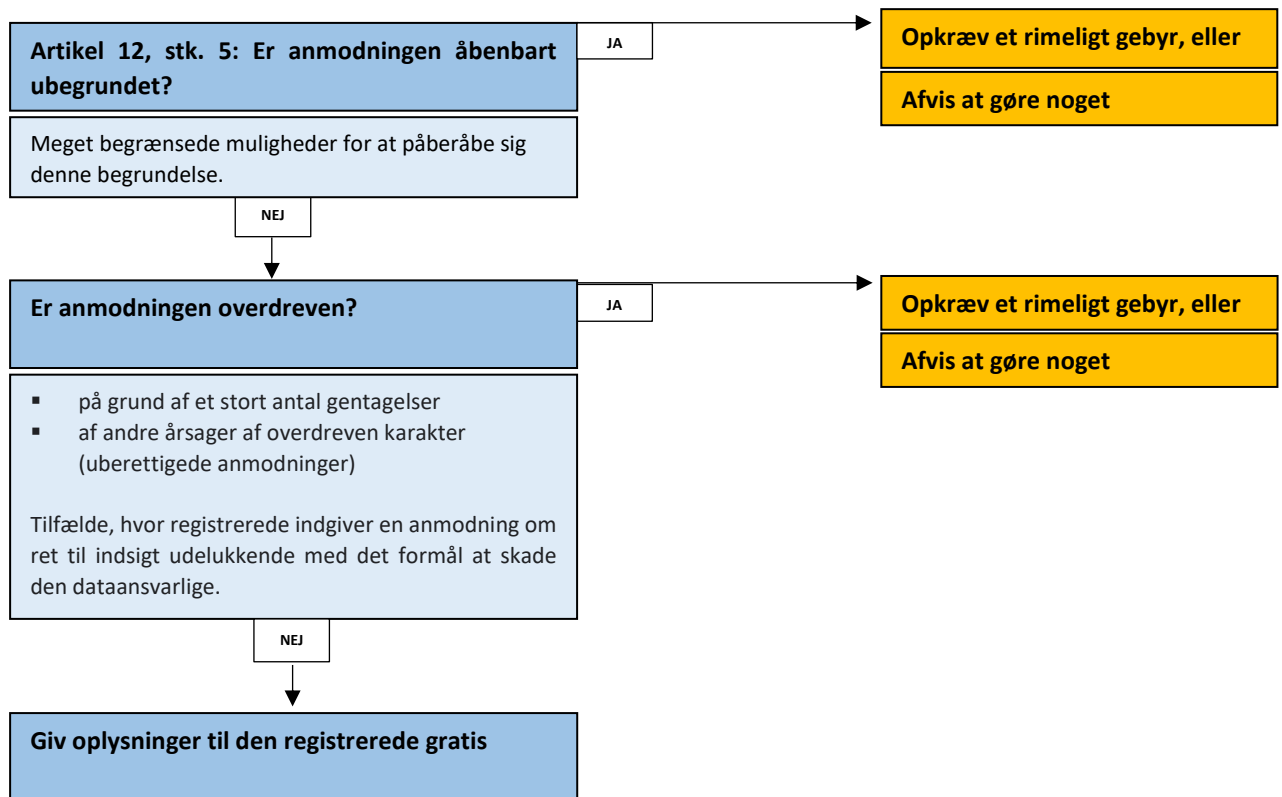 Artikel 12, stk. 5: Er anmodningen åbenbart
ubegrundet?
JA
Opkræv et rimeligt gebyr, eller
Afvis at gøre noget
Meget begrænsede muligheder for at påberåbe sig
denne begrundelse.
NEJ
Er anmodningen overdreven?
JA
Opkræv et rimeligt gebyr, eller
Afvis at gøre noget
▪ på grund af et stort antal gentagelser
▪ af andre årsager af overdreven karakter
(uberettigede anmodninger)
Tilfælde, hvor registrerede indgiver en anmodning om
ret til indsigt udelukkende med det formål at skade
den dataansvarlige.
NEJ
Giv oplysninger til den registrerede gratis